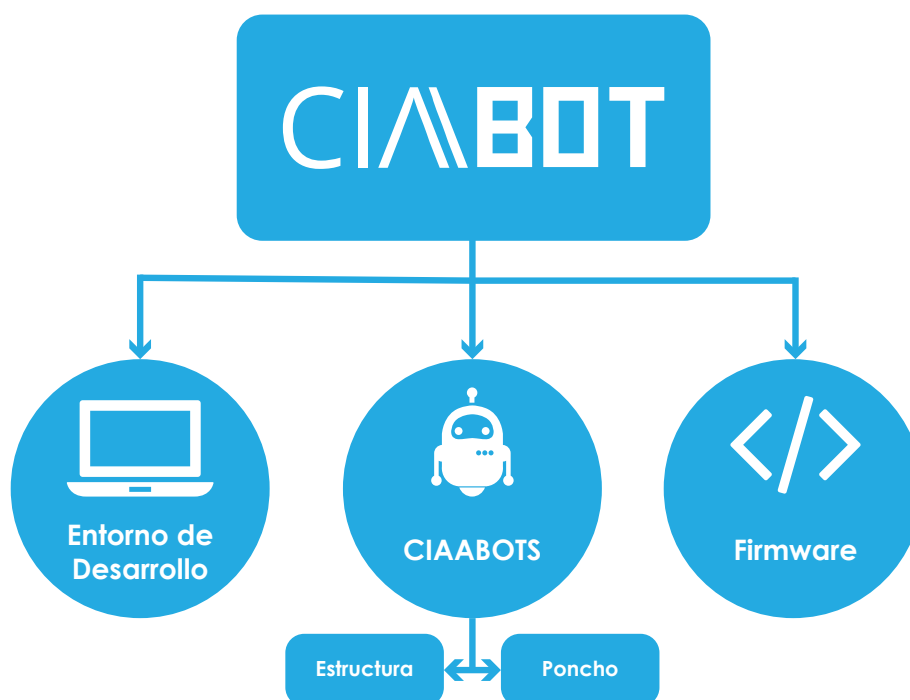 CIAABOT
Entorno de
Desarrollo
CIAABOTS
Firmware
Estructura
Poncho